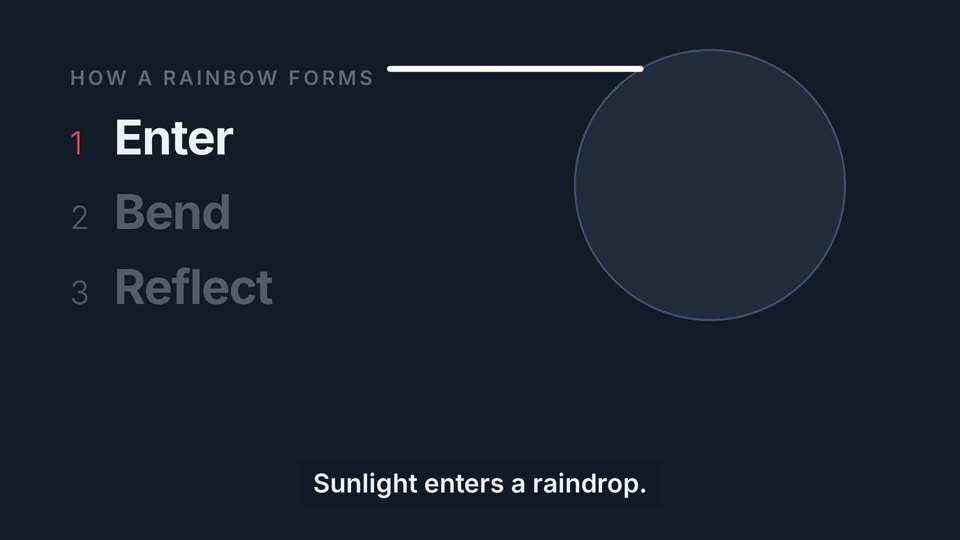 HOW A RAINBOW FORMS
1 Enter
2 Bend
3 Reflect
Sunlight enters a raindrop.